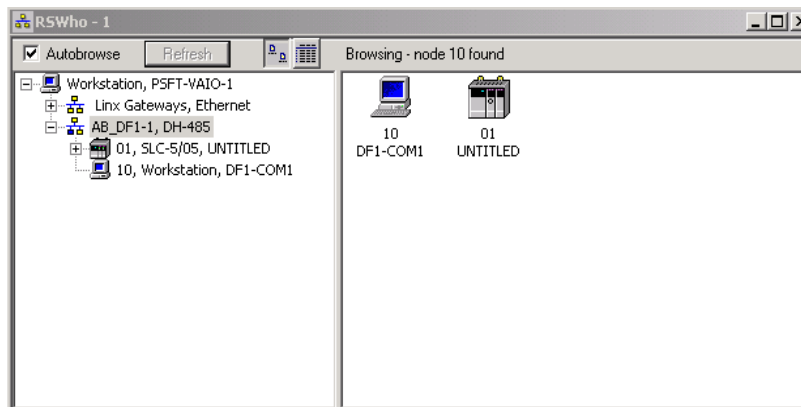 RSWho - 1
Autobrowse Refresh Browsing - node 10 found
Workstation, PSFT-VAIO-1
Linx Gateways, Ethernet
AB_DF1-1, DH-485
01, SLC-5/05, UNTITLED
10, Workstation, DF1-COM1
10
DF1-COM1
01
UNTITLED